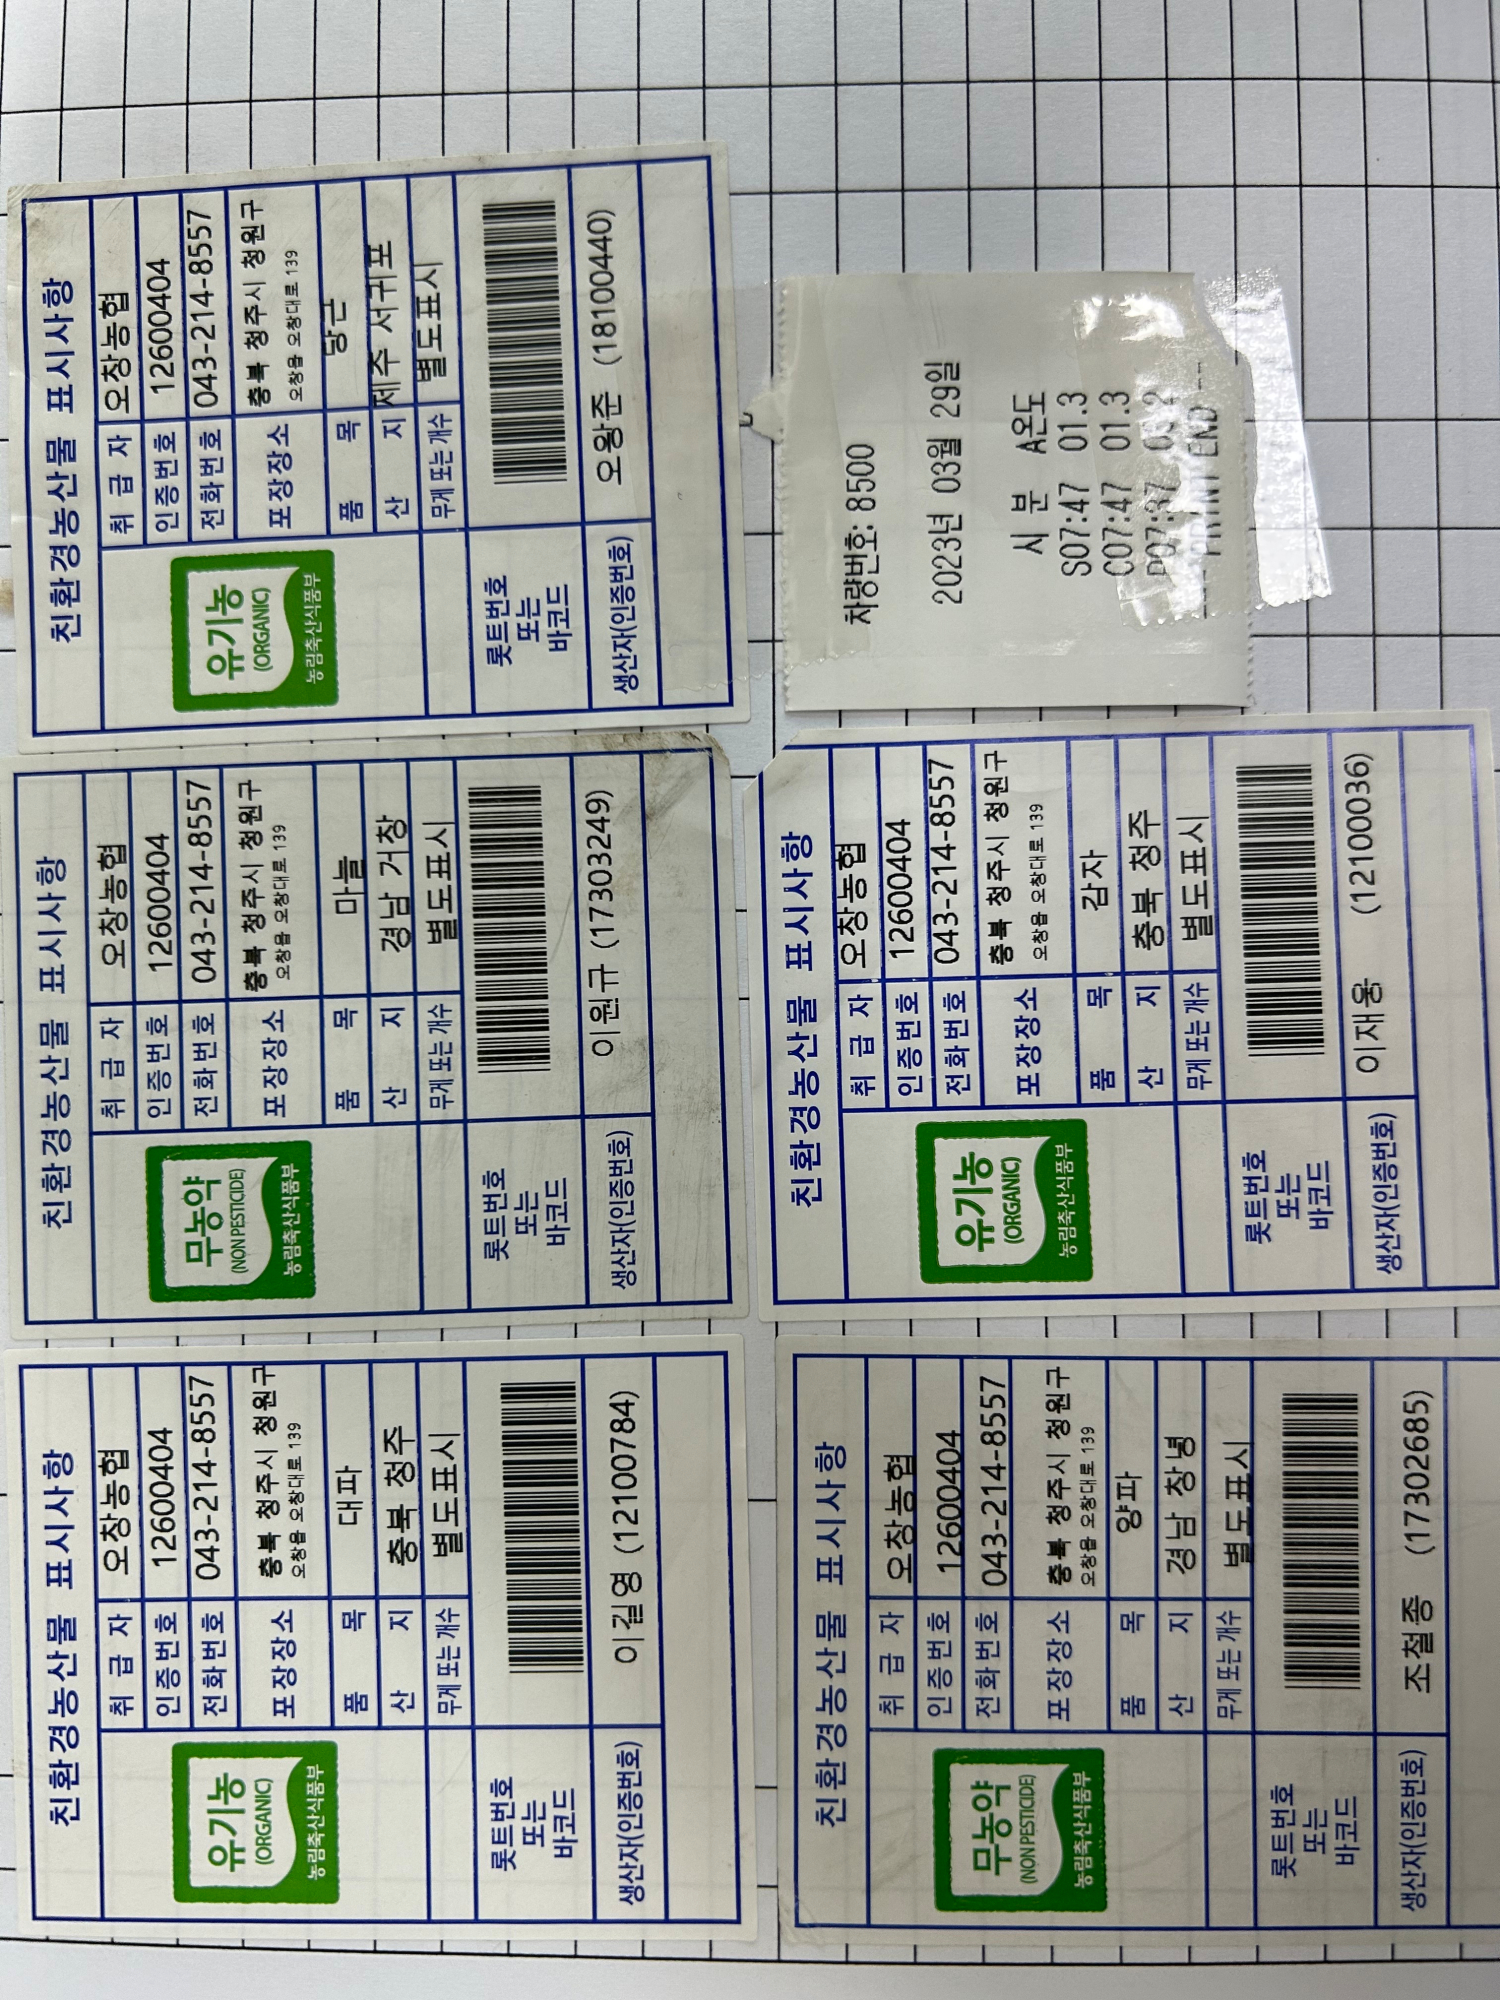 친환경농산물 표시사항
유기농
(ORGANIC)
농림축산식품부
취급자 오창농협
인증번호 12600404
전화번호 043-214-8557
포장장소 충북 청주시 청원구
오창읍 오창대로 139
품목 대파
산지 충북 청주
무게 또는 개수 별도표시
롯트번호
또는
바코드
생산자(인증번호) 이길영 (12100784)
친환경농산물 표시사항
무농약
(NON PESTICIDE)
농림축산식품부
취급자 오창농협
인증번호 12600404
전화번호 043-214-8557
포장장소 충북 청주시 청원구
오창읍 오창대로 139
품목 마늘
산지 경남 거창
무게 또는 개수 별도표시
롯트번호
또는
바코드
생산자(인증번호) 이원규 (17303249)
친환경농산물 표시사항
유기농
(ORGANIC)
농림축산식품부
취급자 오창농협
인증번호 12600404
전화번호 043-214-8557
포장장소 충북 청주시 청원구
오창읍 오창대로 139
품목 당근
산지 제주 서귀포
무게 또는 개수 별도표시
롯트번호
또는
바코드
생산자(인증번호) 오왕준 (18100440)
친환경농산물 표시사항
무농약
(NON PESTICIDE)
농림축산식품부
취급자 오창농협
인증번호 12600404
전화번호 043-214-8557
포장장소 충북 청주시 청원구
오창읍 오창대로 139
품목 양파
산지 경남 창녕
무게 또는 개수 별도표시
롯트번호
또는
바코드
생산자(인증번호) 조철종 (17302685)
친환경농산물 표시사항
유기농
(ORGANIC)
농림축산식품부
취급자 오창농협
인증번호 12600404
전화번호 043-214-8557
포장장소 충북 청주시 청원구
오창읍 오창대로 139
품목 감자
산지 충북 청주
무게 또는 개수 별도표시
롯트번호
또는
바코드
생산자(인증번호) 이재웅 (12100036)
차량번호: 8500
2023년 03월 29일
시 분 A온도
S07:47 01.3
C07:47 01.3
PRINT END